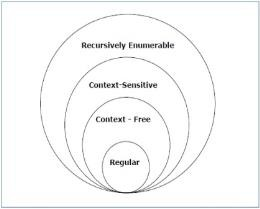 Recursively Enumerable
Context-Sensitive
Context - Free
Regular